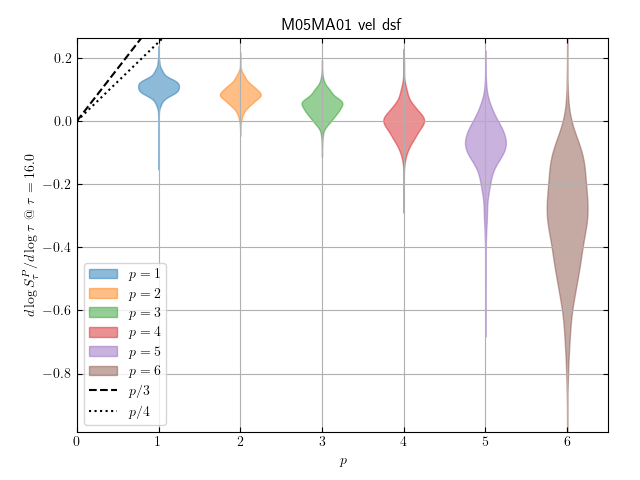 M05MA01 vel dsf
d log S_τ^P / d log τ @ τ = 16.0
0.2
0.0
−0.2
−0.4
−0.6
−0.8
p = 1
p = 2
p = 3
p = 4
p = 5
p = 6
p/3
p/4
0 1 2 3 4 5 6
p